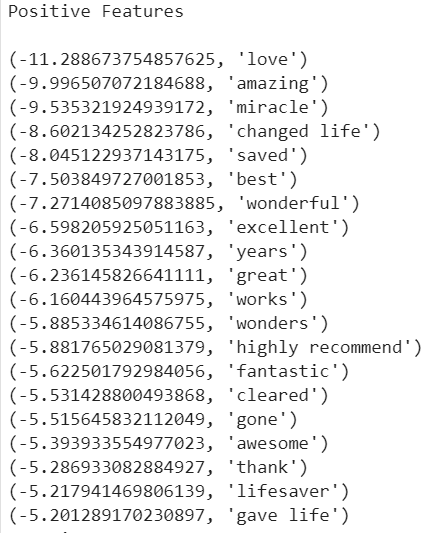 Positive Features
(-11.288673754857625, 'love')
(-9.996507072184688, 'amazing')
(-9.535321924939172, 'miracle')
(-8.602134252823786, 'changed life')
(-8.045122937143175, 'saved')
(-7.503849727001853, 'best')
(-7.2714085097883885, 'wonderful')
(-6.598205925051163, 'excellent')
(-6.360135343914587, 'years')
(-6.236145826641111, 'great')
(-6.160443964575975, 'works')
(-5.885334614086755, 'wonders')
(-5.881765029081379, 'highly recommend')
(-5.622501792984056, 'fantastic')
(-5.531428800493868, 'cleared')
(-5.515645832112049, 'gone')
(-5.393933554977023, 'awesome')
(-5.286933082884927, 'thank')
(-5.217941469806139, 'lifesaver')
(-5.201289170230897, 'gave life')